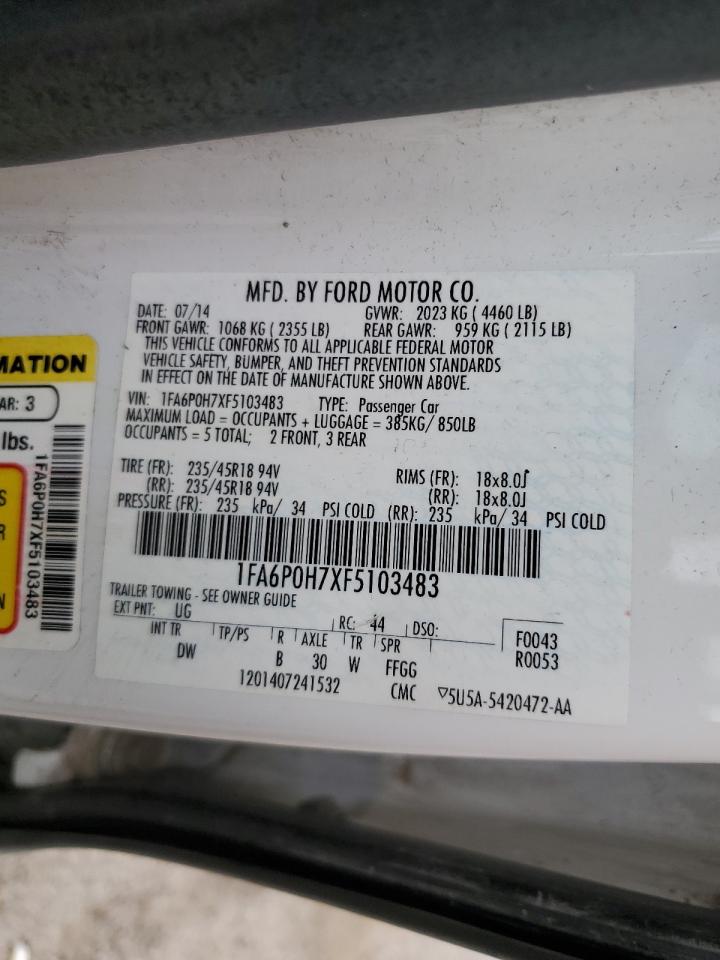 MFD. BY FORD MOTOR CO.
DATE: 07/14 GVWR: 2023 KG ( 4460 LB)
FRONT GAWR: 1068 KG ( 2355 LB) REAR GAWR: 959 KG ( 2115 LB)
THIS VEHICLE CONFORMS TO ALL APPLICABLE FEDERAL MOTOR
VEHICLE SAFETY, BUMPER, AND THEFT PREVENTION STANDARDS
IN EFFECT ON THE DATE OF MANUFACTURE SHOWN ABOVE.
VIN: 1FA6P0H7XF5103483 TYPE: Passenger Car
MAXIMUM LOAD = OCCUPANTS + LUGGAGE = 385KG/ 850LB
OCCUPANTS = 5 TOTAL; 2 FRONT, 3 REAR
TIRE (FR): 235/45R18 94V RIMS (FR): 18x8.0J
(RR): 235/45R18 94V (RR): 18x8.0J
PRESSURE (FR): 235 kPa/ 34 PSI COLD (RR): 235 kPa/ 34 PSI COLD
1FA6P0H7XF5103483
TRAILER TOWING - SEE OWNER GUIDE
EXT PNT: UG RC: 44 DSO: F0043
INT TR TP/PS R AXLE TR SPR R0053
DW B 30 W FFGG
1201407241532 CMC ▽5U5A-5420472-AA
MATION
AR: 3
lbs.
S
R
N
1FA6P0H7XF5103483